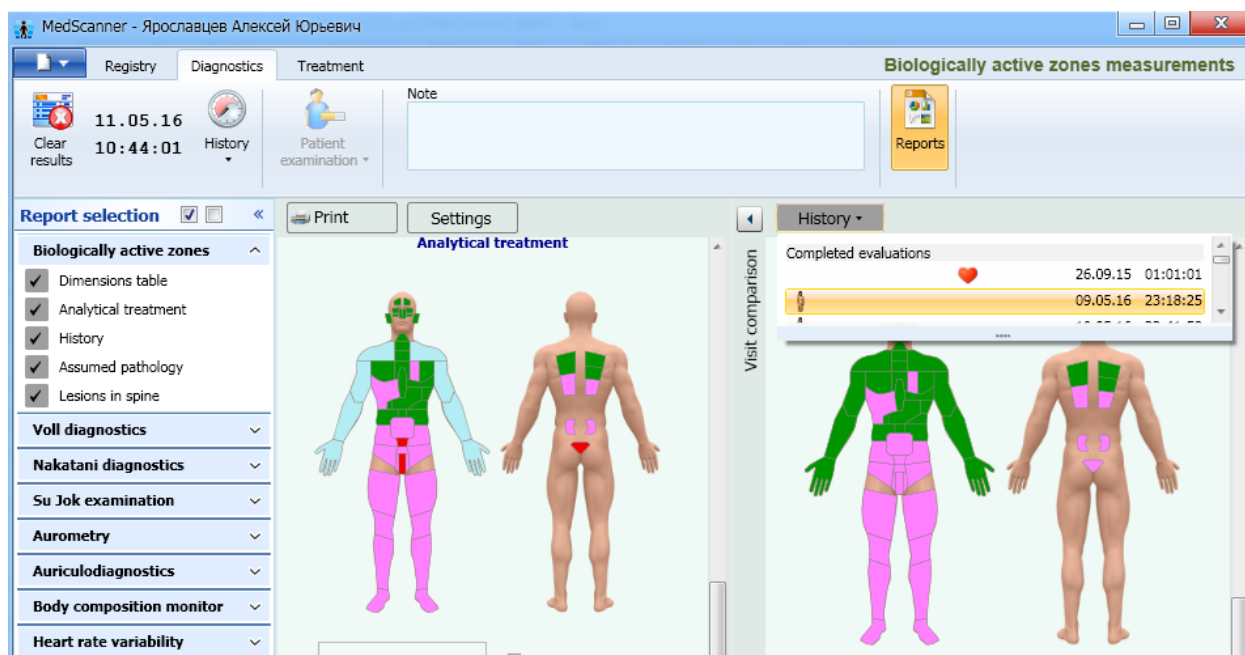 MedScanner - Ярославцев Алексей Юрьевич
Registry Diagnostics Treatment Biologically active zones measurements
Note
11.05.16
10:44:01
Clear results
History
Patient examination
Reports
Report selection
Print Settings
History
Biologically active zones
Dimensions table
Analytical treatment
History
Assumed pathology
Lesions in spine
Voll diagnostics
Nakatani diagnostics
Su Jok examination
Aurometry
Auriculodiagnostics
Body composition monitor
Heart rate variability
Analytical treatment
Visit comparison
Completed evaluations
26.09.15 01:01:01
09.05.16 23:18:25